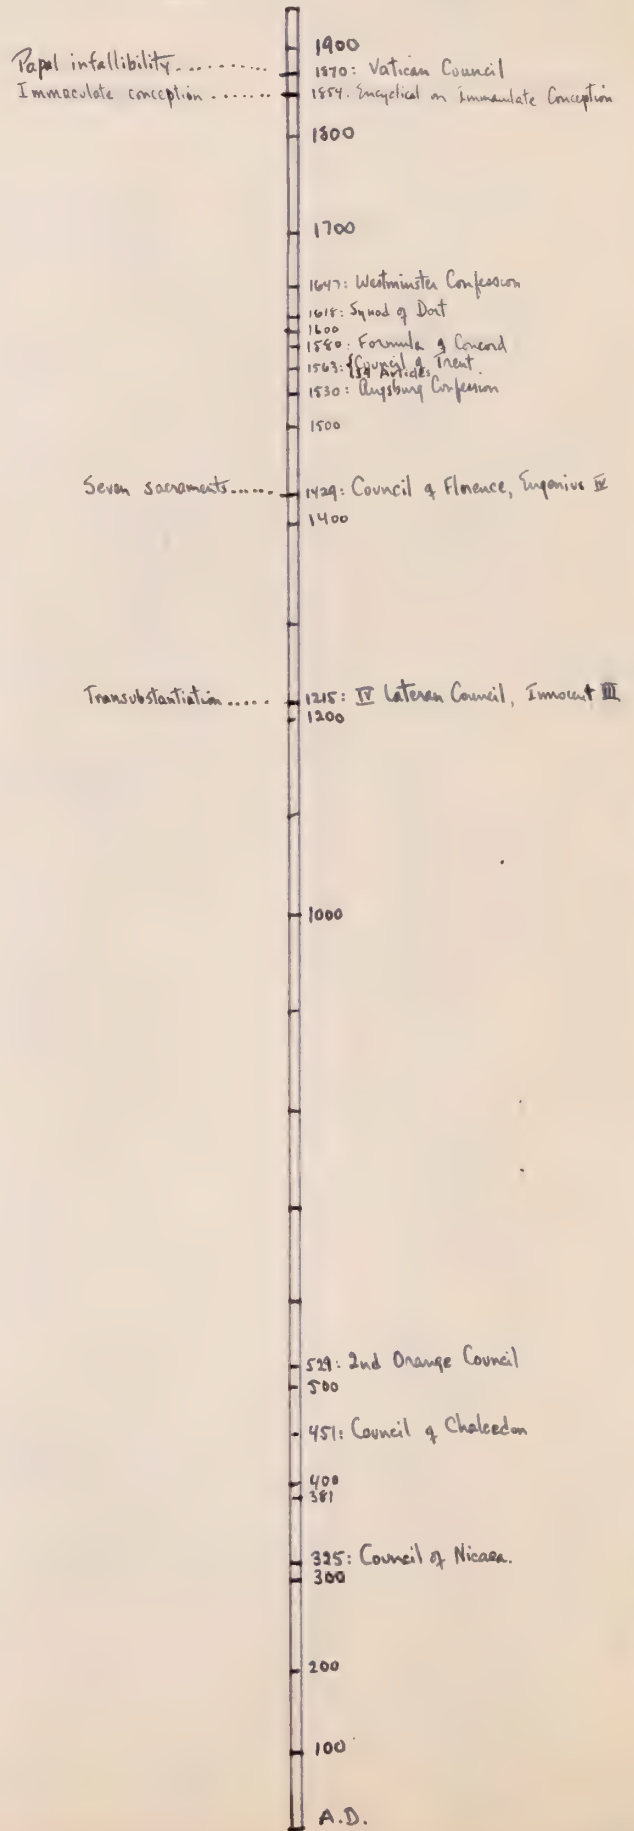 1900
Papal infallibility.......... 1870: Vatican Council
Immaculate conception....... 1854. Encyclical on Immaculate Conception
1800
1700
1647: Westminster Confession
1618: Synod of Dort
1600
1580: Formula of Concord
1563: {Council of Trent.
39 Articles
1530: Augsburg Confession
1500
Seven sacraments...... 1429: Council of Florence, Eugenius IV
1400
Transubstantiation..... 1215: IV Lateran Council, Innocent III
1200
1000
529: 2nd Orange Council
500
451: Council of Chalcedon
400
381
325: Council of Nicaea.
300
200
100
A.D.